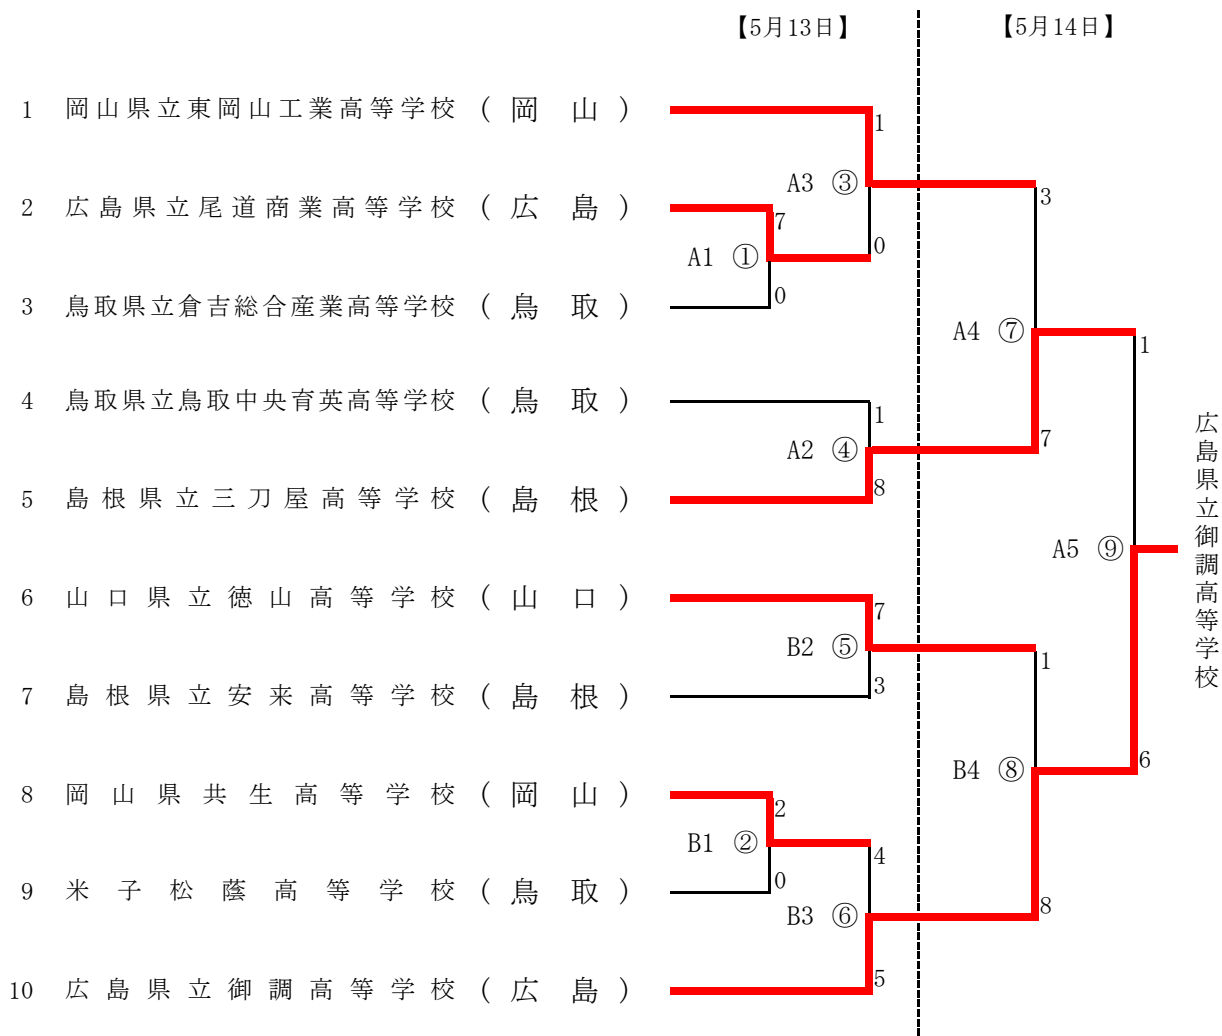 【5月13日】 【5月14日】
1 岡山県立東岡山工業高等学校 (岡 山) 1
A3 ③ 3
2 広島県立尾道商業高等学校 (広 島) 7
A1 ① 0
3 鳥取県立倉吉総合産業高等学校 (鳥 取) 0
A4 ⑦ 1
4 鳥取県立鳥取中央育英高等学校 (鳥 取) 1
A2 ④ 7
5 島根県立三刀屋高等学校 (島 根) 8
A5 ⑨ 広島県立御調高等学校
6 山口県立徳山高等学校 (山 口) 7
B2 ⑤ 1
7 島根県立安来高等学校 (島 根) 3
B4 ⑧ 6
8 岡山県共生高等学校 (岡 山) 2
B1 ② 4
9 米子松蔭高等学校 (鳥 取) 0
B3 ⑥ 8
10 広島県立御調高等学校 (広 島) 5